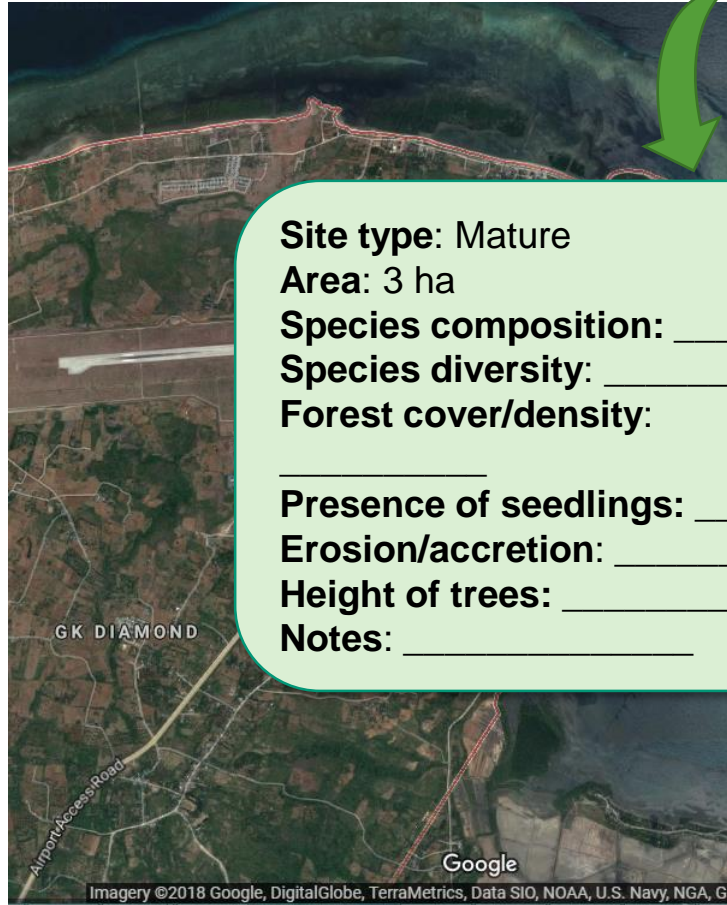 Site type: Mature
Area: 3 ha
Species composition: ___
Species diversity: _______
Forest cover/density:
__________
Presence of seedlings: __
Erosion/accretion: ______
Height of trees: ________
Notes: ______________
GK DIAMOND
Airport Access Road
Google
Imagery ©2018 Google, DigitalGlobe, TerraMetrics, Data SIO, NOAA, U.S. Navy, NGA, G